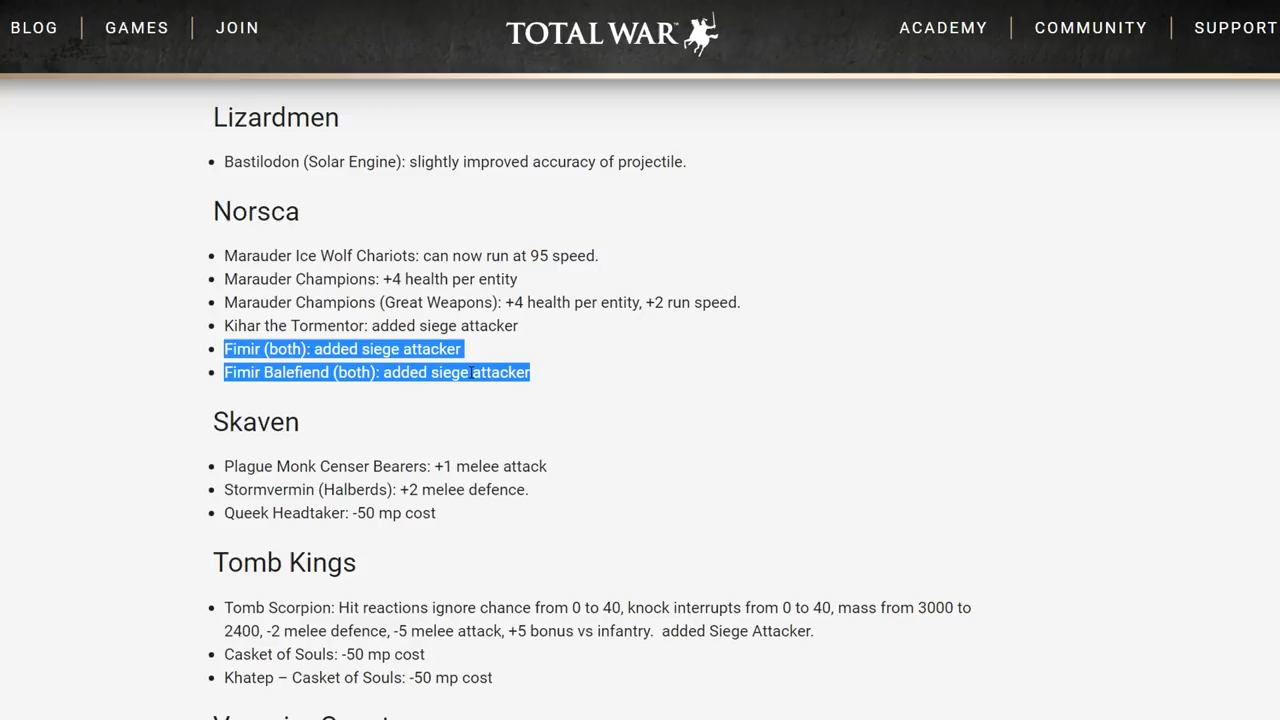 BLOG GAMES JOIN TOTAL WAR™ ACADEMY COMMUNITY SUPPORT
Lizardmen
Bastilodon (Solar Engine): slightly improved accuracy of projectile.
Norsca
Marauder Ice Wolf Chariots: can now run at 95 speed.
Marauder Champions: +4 health per entity
Marauder Champions (Great Weapons): +4 health per entity, +2 run speed.
Kihar the Tormentor: added siege attacker
Fimir (both): added siege attacker
Fimir Balefiend (both): added siege attacker
Skaven
Plague Monk Censer Bearers: +1 melee attack
Stormvermin (Halberds): +2 melee defence.
Queek Headtaker: -50 mp cost
Tomb Kings
Tomb Scorpion: Hit reactions ignore chance from 0 to 40, knock interrupts from 0 to 40, mass from 3000 to
2400, -2 melee defence, -5 melee attack, +5 bonus vs infantry.  added Siege Attacker.
Casket of Souls: -50 mp cost
Khatep – Casket of Souls: -50 mp cost